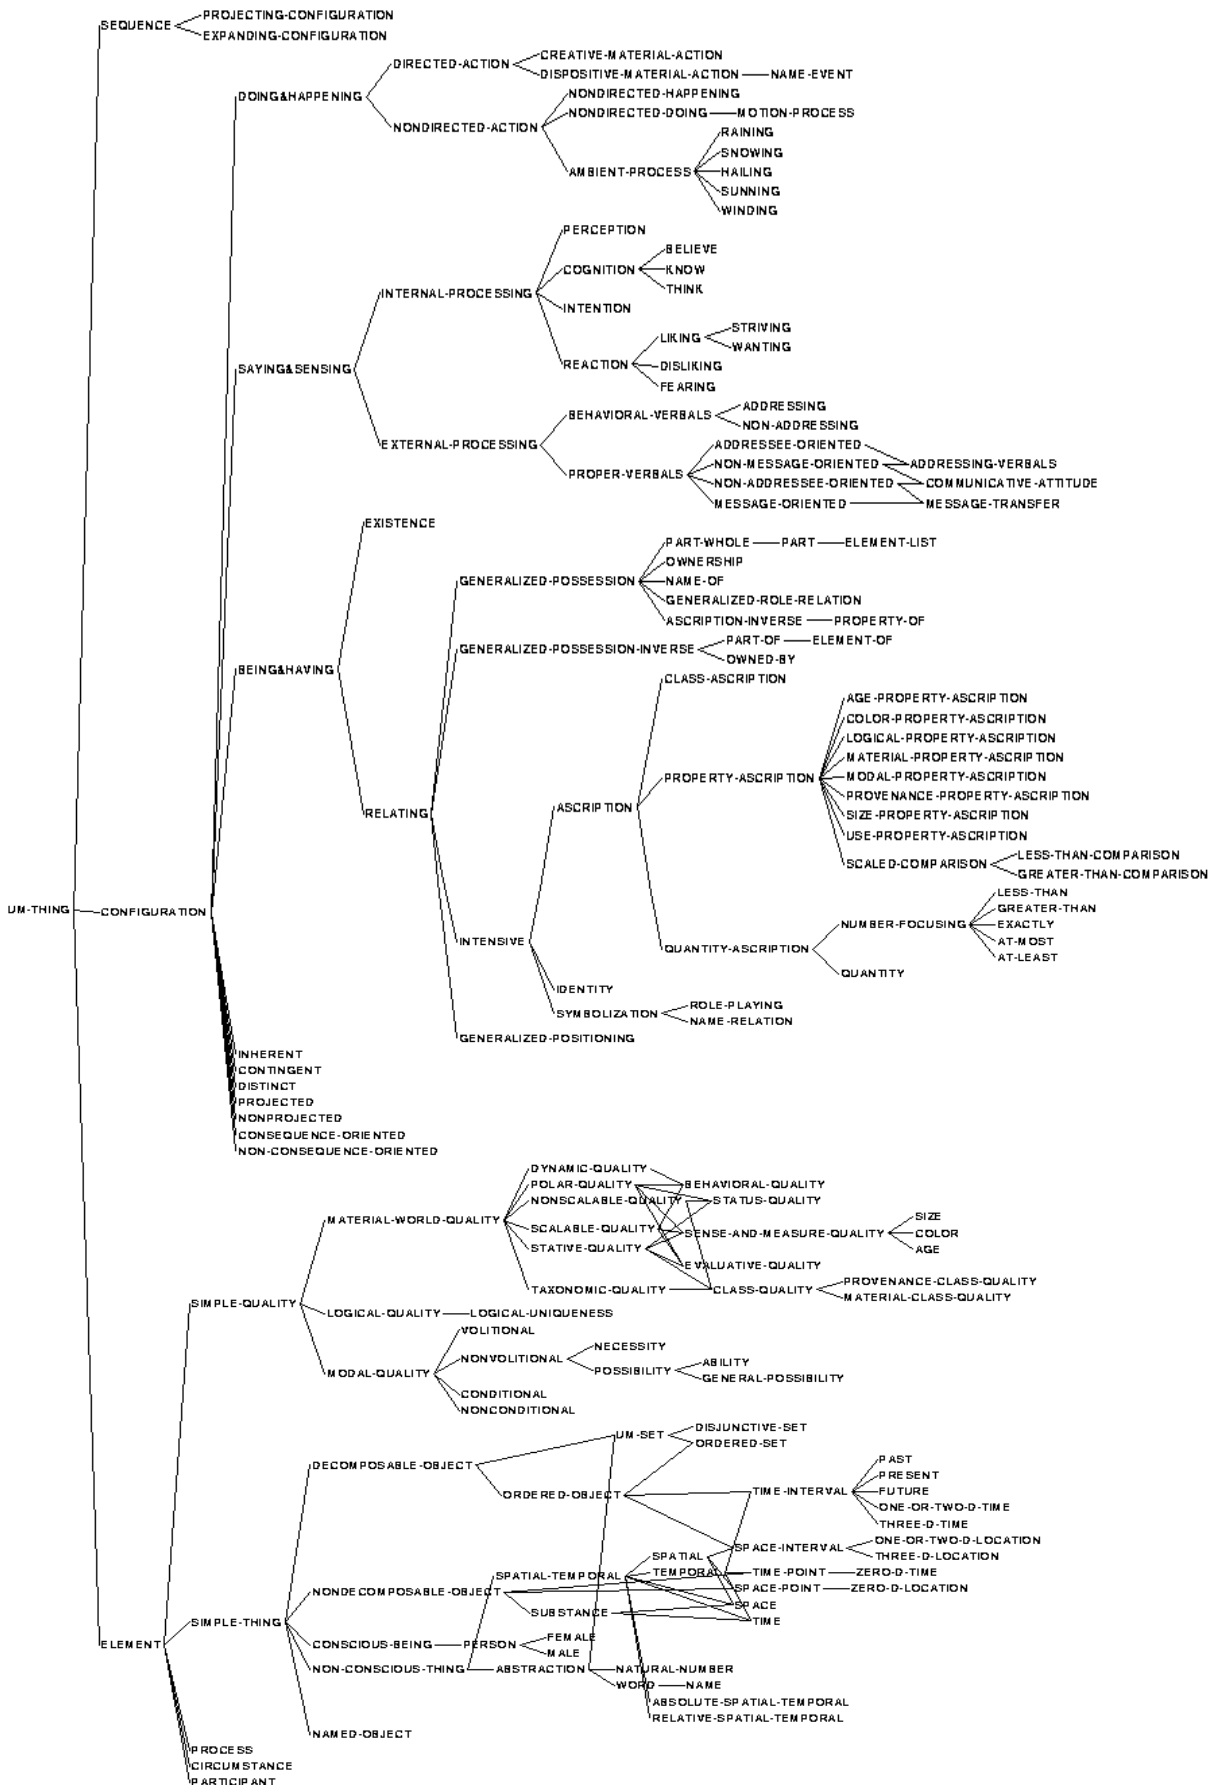 SEQUENCE
PROJECTING-CONFIGURATION
EXPANDING-CONFIGURATION
DOING&HAPPENING
DIRECTED-ACTION
CREATIVE-MATERIAL-ACTION
DISPOSITIVE-MATERIAL-ACTION
NAME-EVENT
NONDIRECTED-ACTION
NONDIRECTED-HAPPENING
NONDIRECTED-DOING
MOTION-PROCESS
AMBIENT-PROCESS
RAINING
SNOWING
HAILING
SUNNING
WINDING
SAYING&SENSING
INTERNAL-PROCESSING
PERCEPTION
COGNITION
BELIEVE
KNOW
THINK
INTENTION
REACTION
LIKING
STRIVING
WANTING
DISLIKING
FEARING
EXTERNAL-PROCESSING
BEHAVIORAL-VERBALS
ADDRESSING
NON-ADDRESSING
PROPER-VERBALS
ADDRESSEE-ORIENTED
NON-MESSAGE-ORIENTED
ADDRESSING-VERBALS
NON-ADDRESSEE-ORIENTED
COMMUNICATIVE-ATTITUDE
MESSAGE-ORIENTED
MESSAGE-TRANSFER
BEING&HAVING
EXISTENCE
RELATING
GENERALIZED-POSSESSION
PART-WHOLE
PART
ELEMENT-LIST
OWNERSHIP
NAME-OF
GENERALIZED-ROLE-RELATION
ASCRIPTION-INVERSE
PROPERTY-OF
GENERALIZED-POSSESSION-INVERSE
PART-OF
ELEMENT-OF
OWNED-BY
INTENSIVE
ASCRIPTION
CLASS-ASCRIPTION
PROPERTY-ASCRIPTION
AGE-PROPERTY-ASCRIPTION
COLOR-PROPERTY-ASCRIPTION
LOGICAL-PROPERTY-ASCRIPTION
MATERIAL-PROPERTY-ASCRIPTION
MODAL-PROPERTY-ASCRIPTION
PROVENANCE-PROPERTY-ASCRIPTION
SIZE-PROPERTY-ASCRIPTION
USE-PROPERTY-ASCRIPTION
SCALED-COMPARISON
LESS-THAN-COMPARISON
GREATER-THAN-COMPARISON
QUANTITY-ASCRIPTION
NUMBER-FOCUSING
LESS-THAN
GREATER-THAN
EXACTLY
AT-MOST
AT-LEAST
QUANTITY
IDENTITY
SYMBOLIZATION
ROLE-PLAYING
NAME-RELATION
GENERALIZED-POSITIONING
UM-THING
CONFIGURATION
INHERENT
CONTINGENT
DISTINCT
PROJECTED
NONPROJECTED
CONSEQUENCE-ORIENTED
NON-CONSEQUENCE-ORIENTED
SIMPLE-QUALITY
MATERIAL-WORLD-QUALITY
DYNAMIC-QUALITY
POLAR-QUALITY
BEHAVIORAL-QUALITY
NONSCALABLE-QUALITY
STATUS-QUALITY
SCALABLE-QUALITY
SENSE-AND-MEASURE-QUALITY
SIZE
COLOR
AGE
STATIVE-QUALITY
EVALUATIVE-QUALITY
TAXONOMIC-QUALITY
CLASS-QUALITY
PROVENANCE-CLASS-QUALITY
MATERIAL-CLASS-QUALITY
LOGICAL-QUALITY
LOGICAL-UNIQUENESS
MODAL-QUALITY
VOLITIONAL
NONVOLITIONAL
NECESSITY
POSSIBILITY
ABILITY
GENERAL-POSSIBILITY
CONDITIONAL
NONCONDITIONAL
ELEMENT
SIMPLE-THING
DECOMPOSABLE-OBJECT
UM-SET
DISJUNCTIVE-SET
ORDERED-SET
ORDERED-OBJECT
TIME-INTERVAL
PAST
PRESENT
FUTURE
ONE-OR-TWO-D-TIME
THREE-D-TIME
SPACE-INTERVAL
ONE-OR-TWO-D-LOCATION
THREE-D-LOCATION
SPATIAL
SPATIAL-TEMPORAL
TEMPORAL
TIME-POINT
ZERO-D-TIME
NONDECOMPOSABLE-OBJECT
SPACE-POINT
ZERO-D-LOCATION
SUBSTANCE
SPACE
TIME
CONSCIOUS-BEING
PERSON
FEMALE
MALE
NON-CONSCIOUS-THING
ABSTRACTION
NATURAL-NUMBER
WORD
NAME
ABSOLUTE-SPATIAL-TEMPORAL
RELATIVE-SPATIAL-TEMPORAL
NAMED-OBJECT
PROCESS
CIRCUMSTANCE
PARTICIPANT